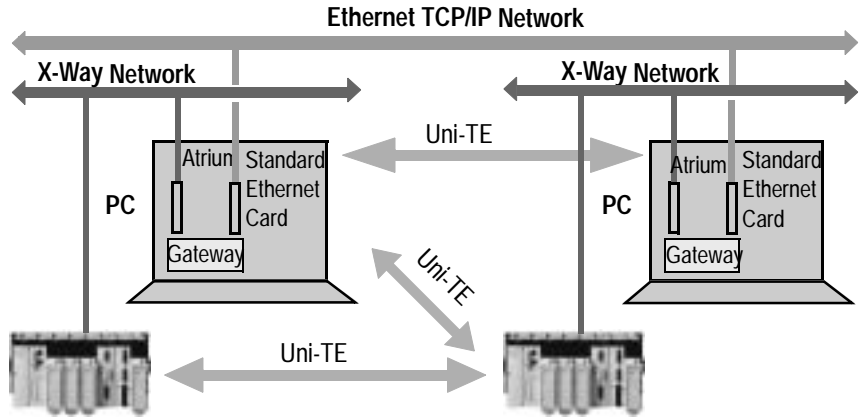 Ethernet TCP/IP Network
X-Way Network
X-Way Network
Uni-TE
Atrium
Standard
Ethernet
Card
PC
Gateway
Atrium
Standard
Ethernet
Card
PC
Gateway
Uni-TE
Uni-TE